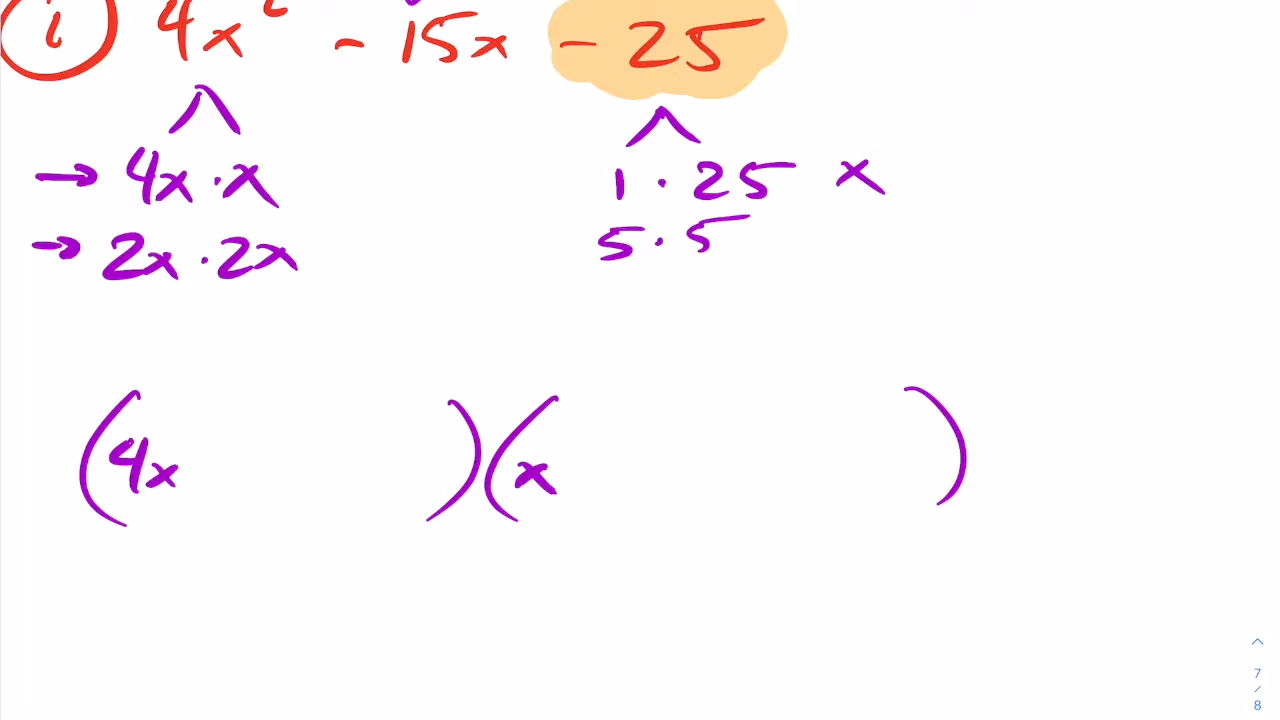 i 4x² - 15x - 25
→ 4x · x 1 · 25 x
→ 2x · 2x 5 · 5
(4x )(x )
7
/
8